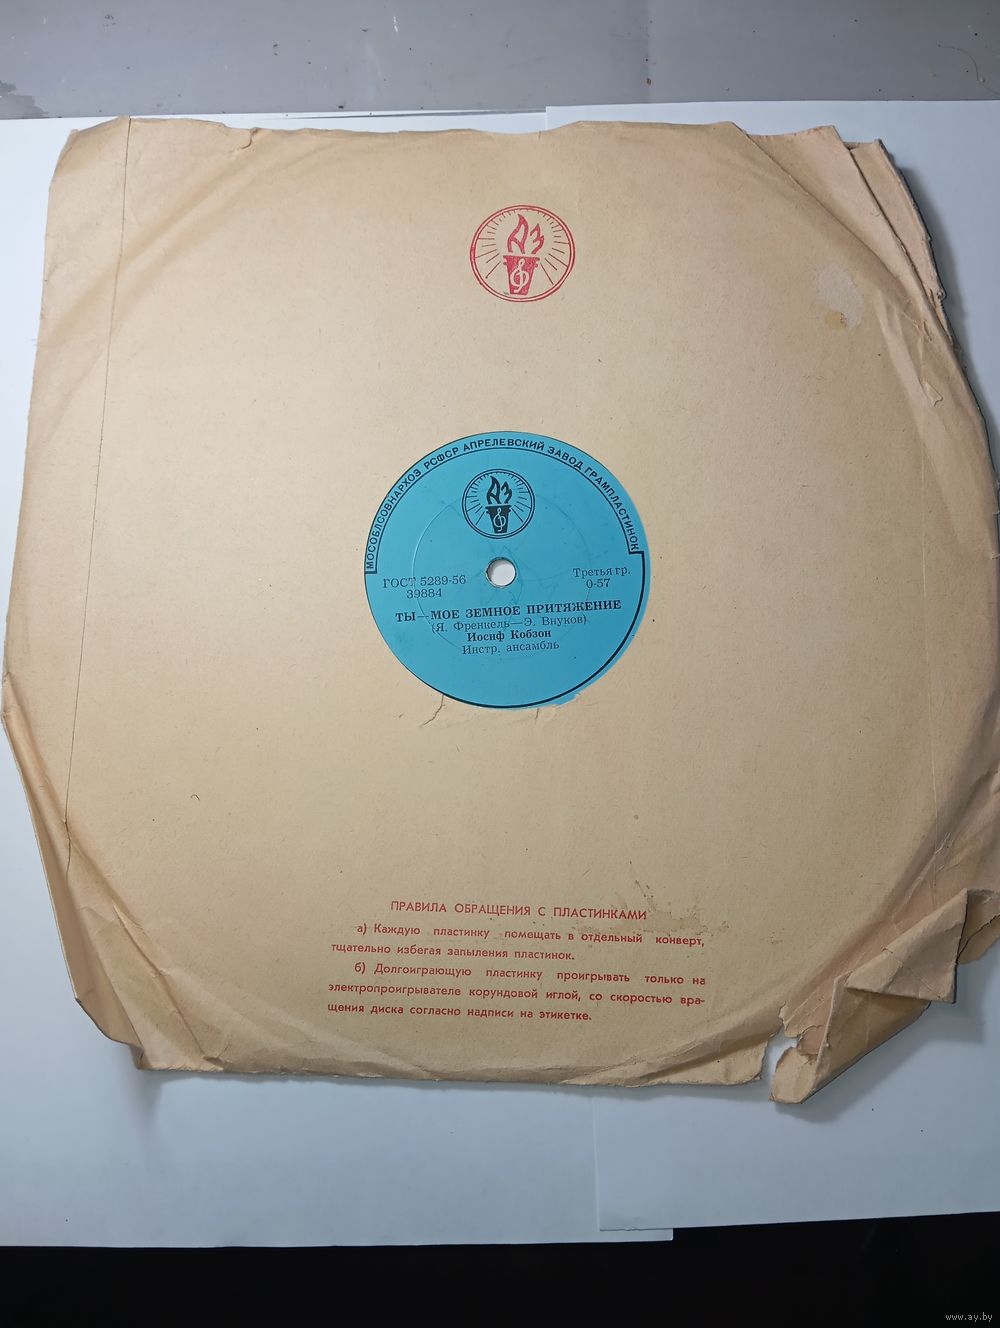 АЗ
МОСОБЛСОВНАРХОЗ РСФСР АПРЕЛЕВСКИЙ ЗАВОД ГРАМПЛАСТИНОК
АЗ
ГОСТ 5289-56
39884
Третья гр.
0-57
ТЫ—МОЕ ЗЕМНОЕ ПРИТЯЖЕНИЕ
(Я. Френкель—Э. Внуков)
Иосиф Кобзон
Инстр. ансамбль
ПРАВИЛА ОБРАЩЕНИЯ С ПЛАСТИНКАМИ
а) Каждую пластинку помещать в отдельный конверт,
тщательно избегая запыления пластинок.
б) Долгоиграющую пластинку проигрывать только на
электропроигрывателе корундовой иглой, со скоростью вра-
щения диска согласно надписи на этикетке.
www.ay.by